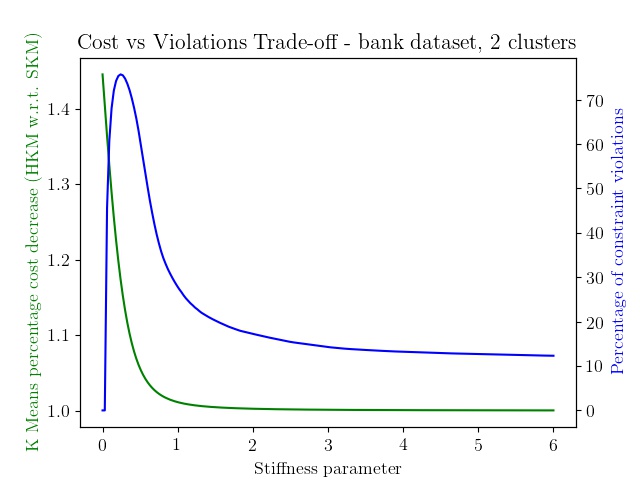 Cost vs Violations Trade-off - bank dataset, 2 clusters
K Means percentage cost decrease (HKM w.r.t. SKM)
1.4
1.3
1.2
1.1
1.0
70
60
50
40
30
20
10
0
Percentage of constraint violations
0 1 2 3 4 5 6
Stiffness parameter